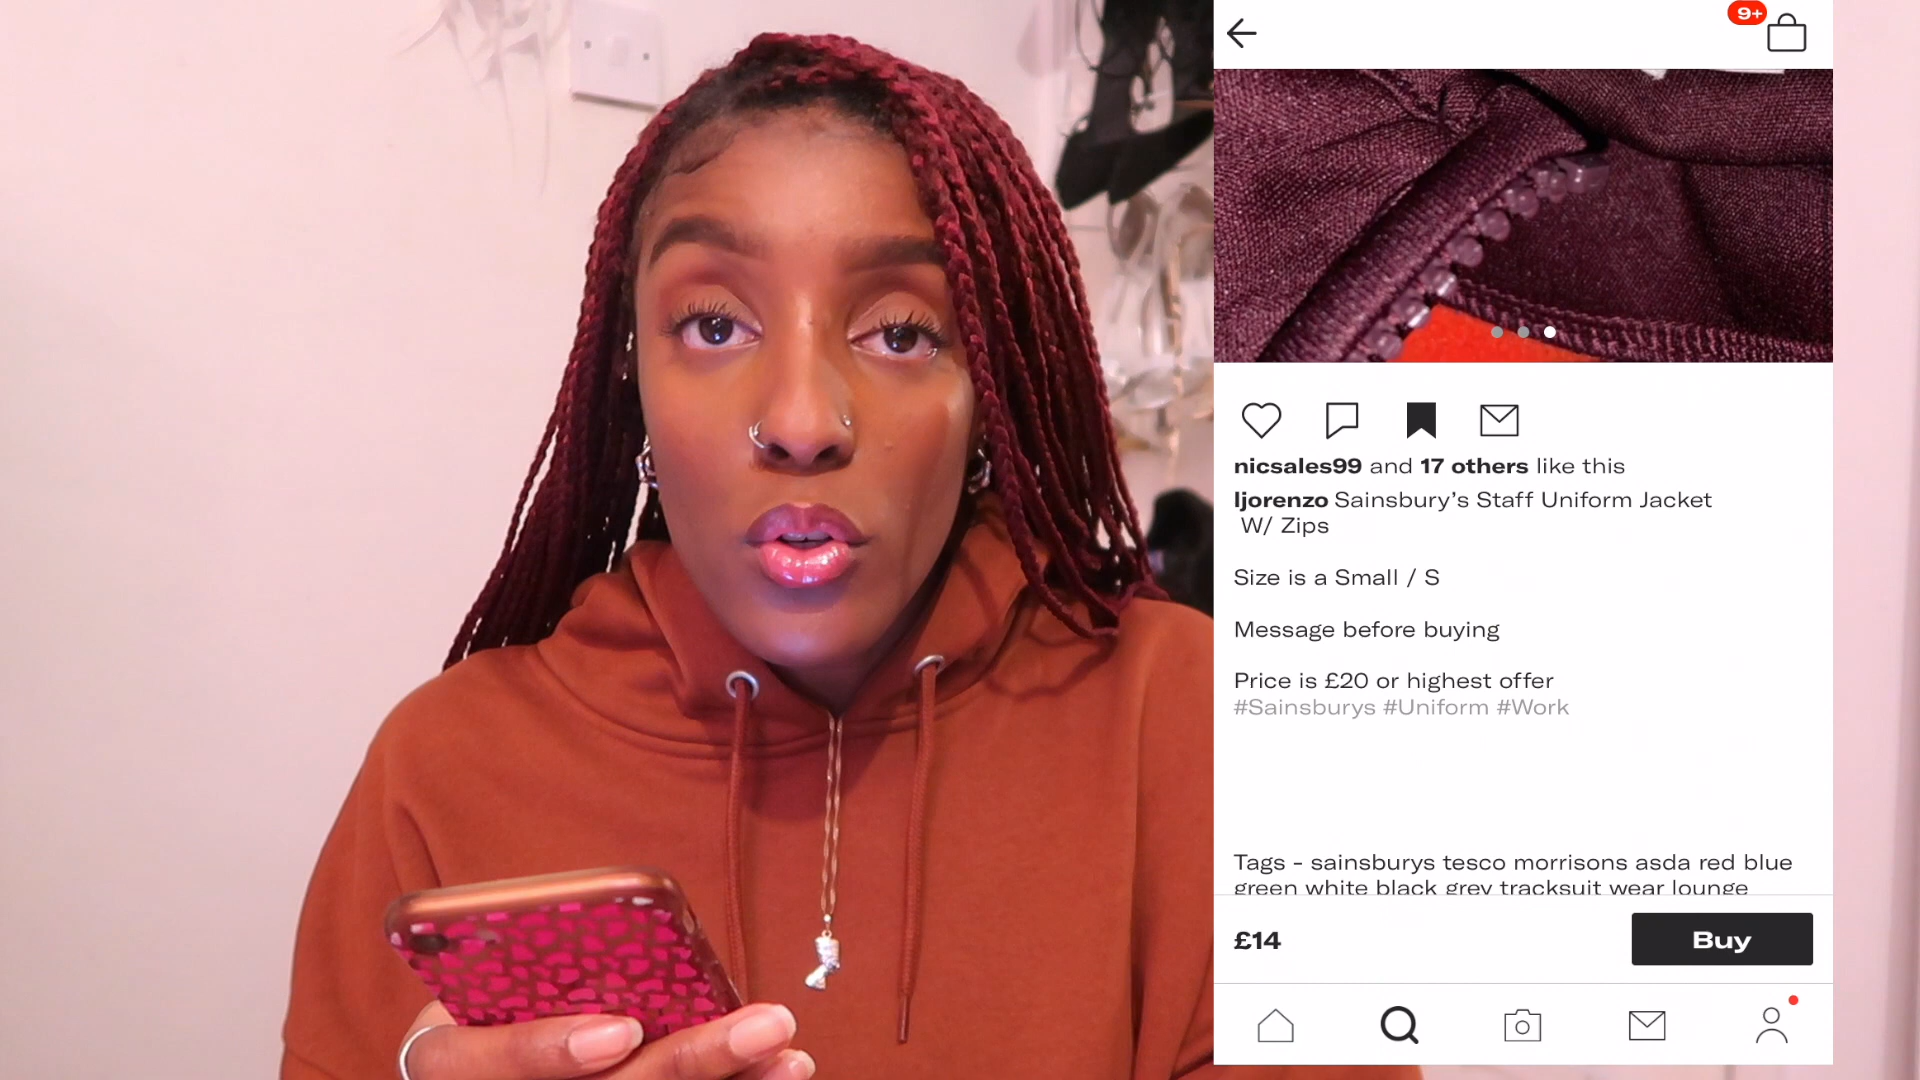 9+
nicsales99 and 17 others like this
ljorenzo Sainsbury's Staff Uniform Jacket
W/ Zips
Size is a Small / S
Message before buying
Price is £20 or highest offer
#Sainsburys #Uniform #Work
Tags - sainsburys tesco morrisons asda red blue
green white black grey tracksuit wear lounge
£14
Buy